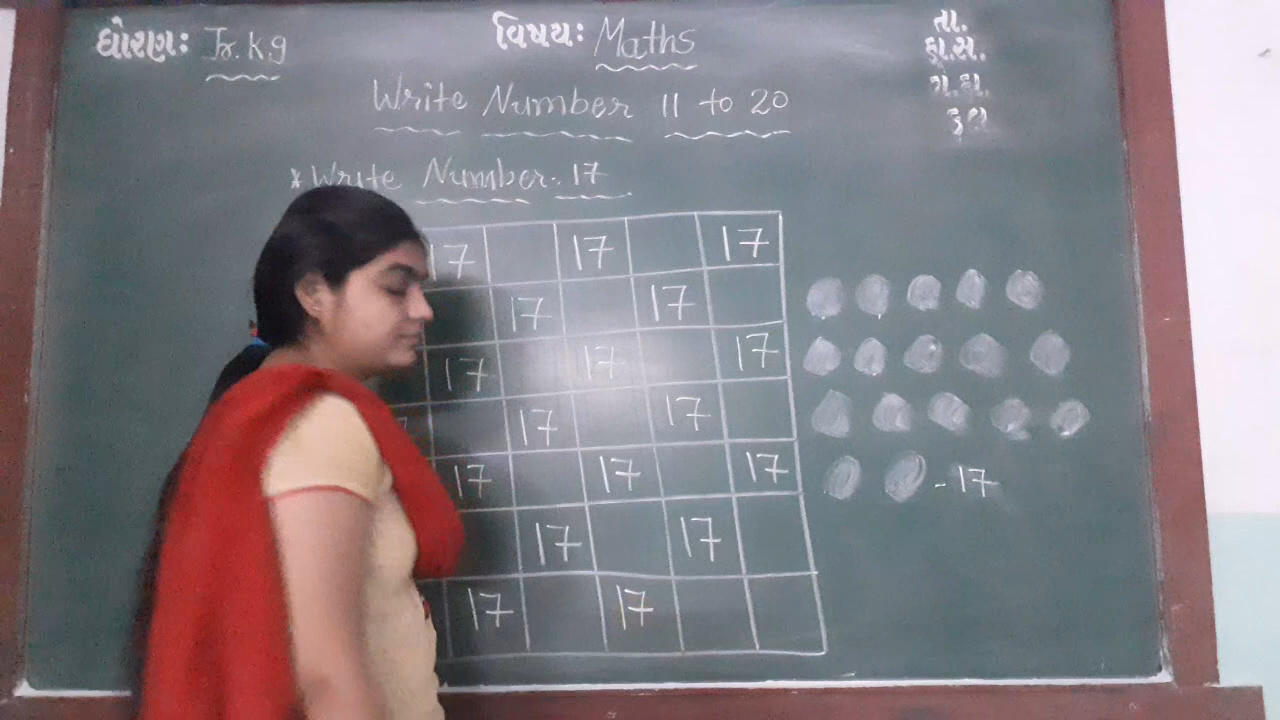 ધોરણ: Jr. K.g
વિષય: Maths
તા.
હા.સ.
ગ.હા.
કુલ
Write Number 11 to 20
* Write Number. 17
17 17 17
17 17
17 17 17
17 17
17 17 17
17 17
17 17
- 17